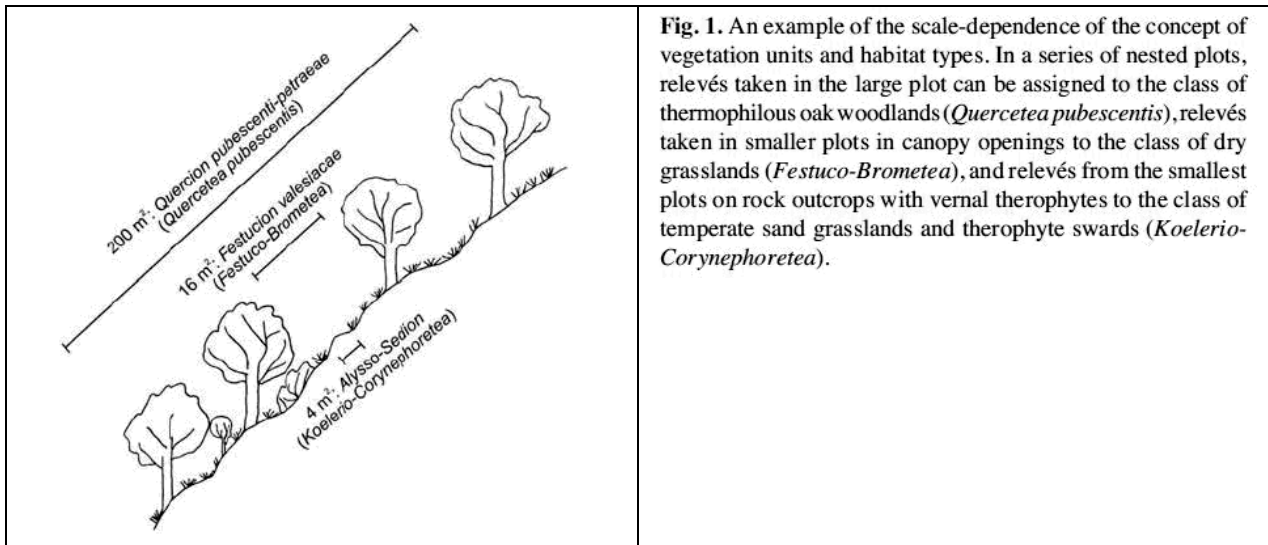 200 m²: Quercion pubescenti-petraeae
(Quercetea pubescentis)
16 m²: Festucion valesiacae
(Festuco-Brometea)
4 m²: Alysso-Sedion
(Koelerio-Corynephoretea)
Fig. 1. An example of the scale-dependence of the concept of
vegetation units and habitat types. In a series of nested plots,
relevés taken in the large plot can be assigned to the class of
thermophilous oak woodlands (Quercetea pubescentis), relevés
taken in smaller plots in canopy openings to the class of dry
grasslands (Festuco-Brometea), and relevés from the smallest
plots on rock outcrops with vernal therophytes to the class of
temperate sand grasslands and therophyte swards (Koelerio-
Corynephoretea).